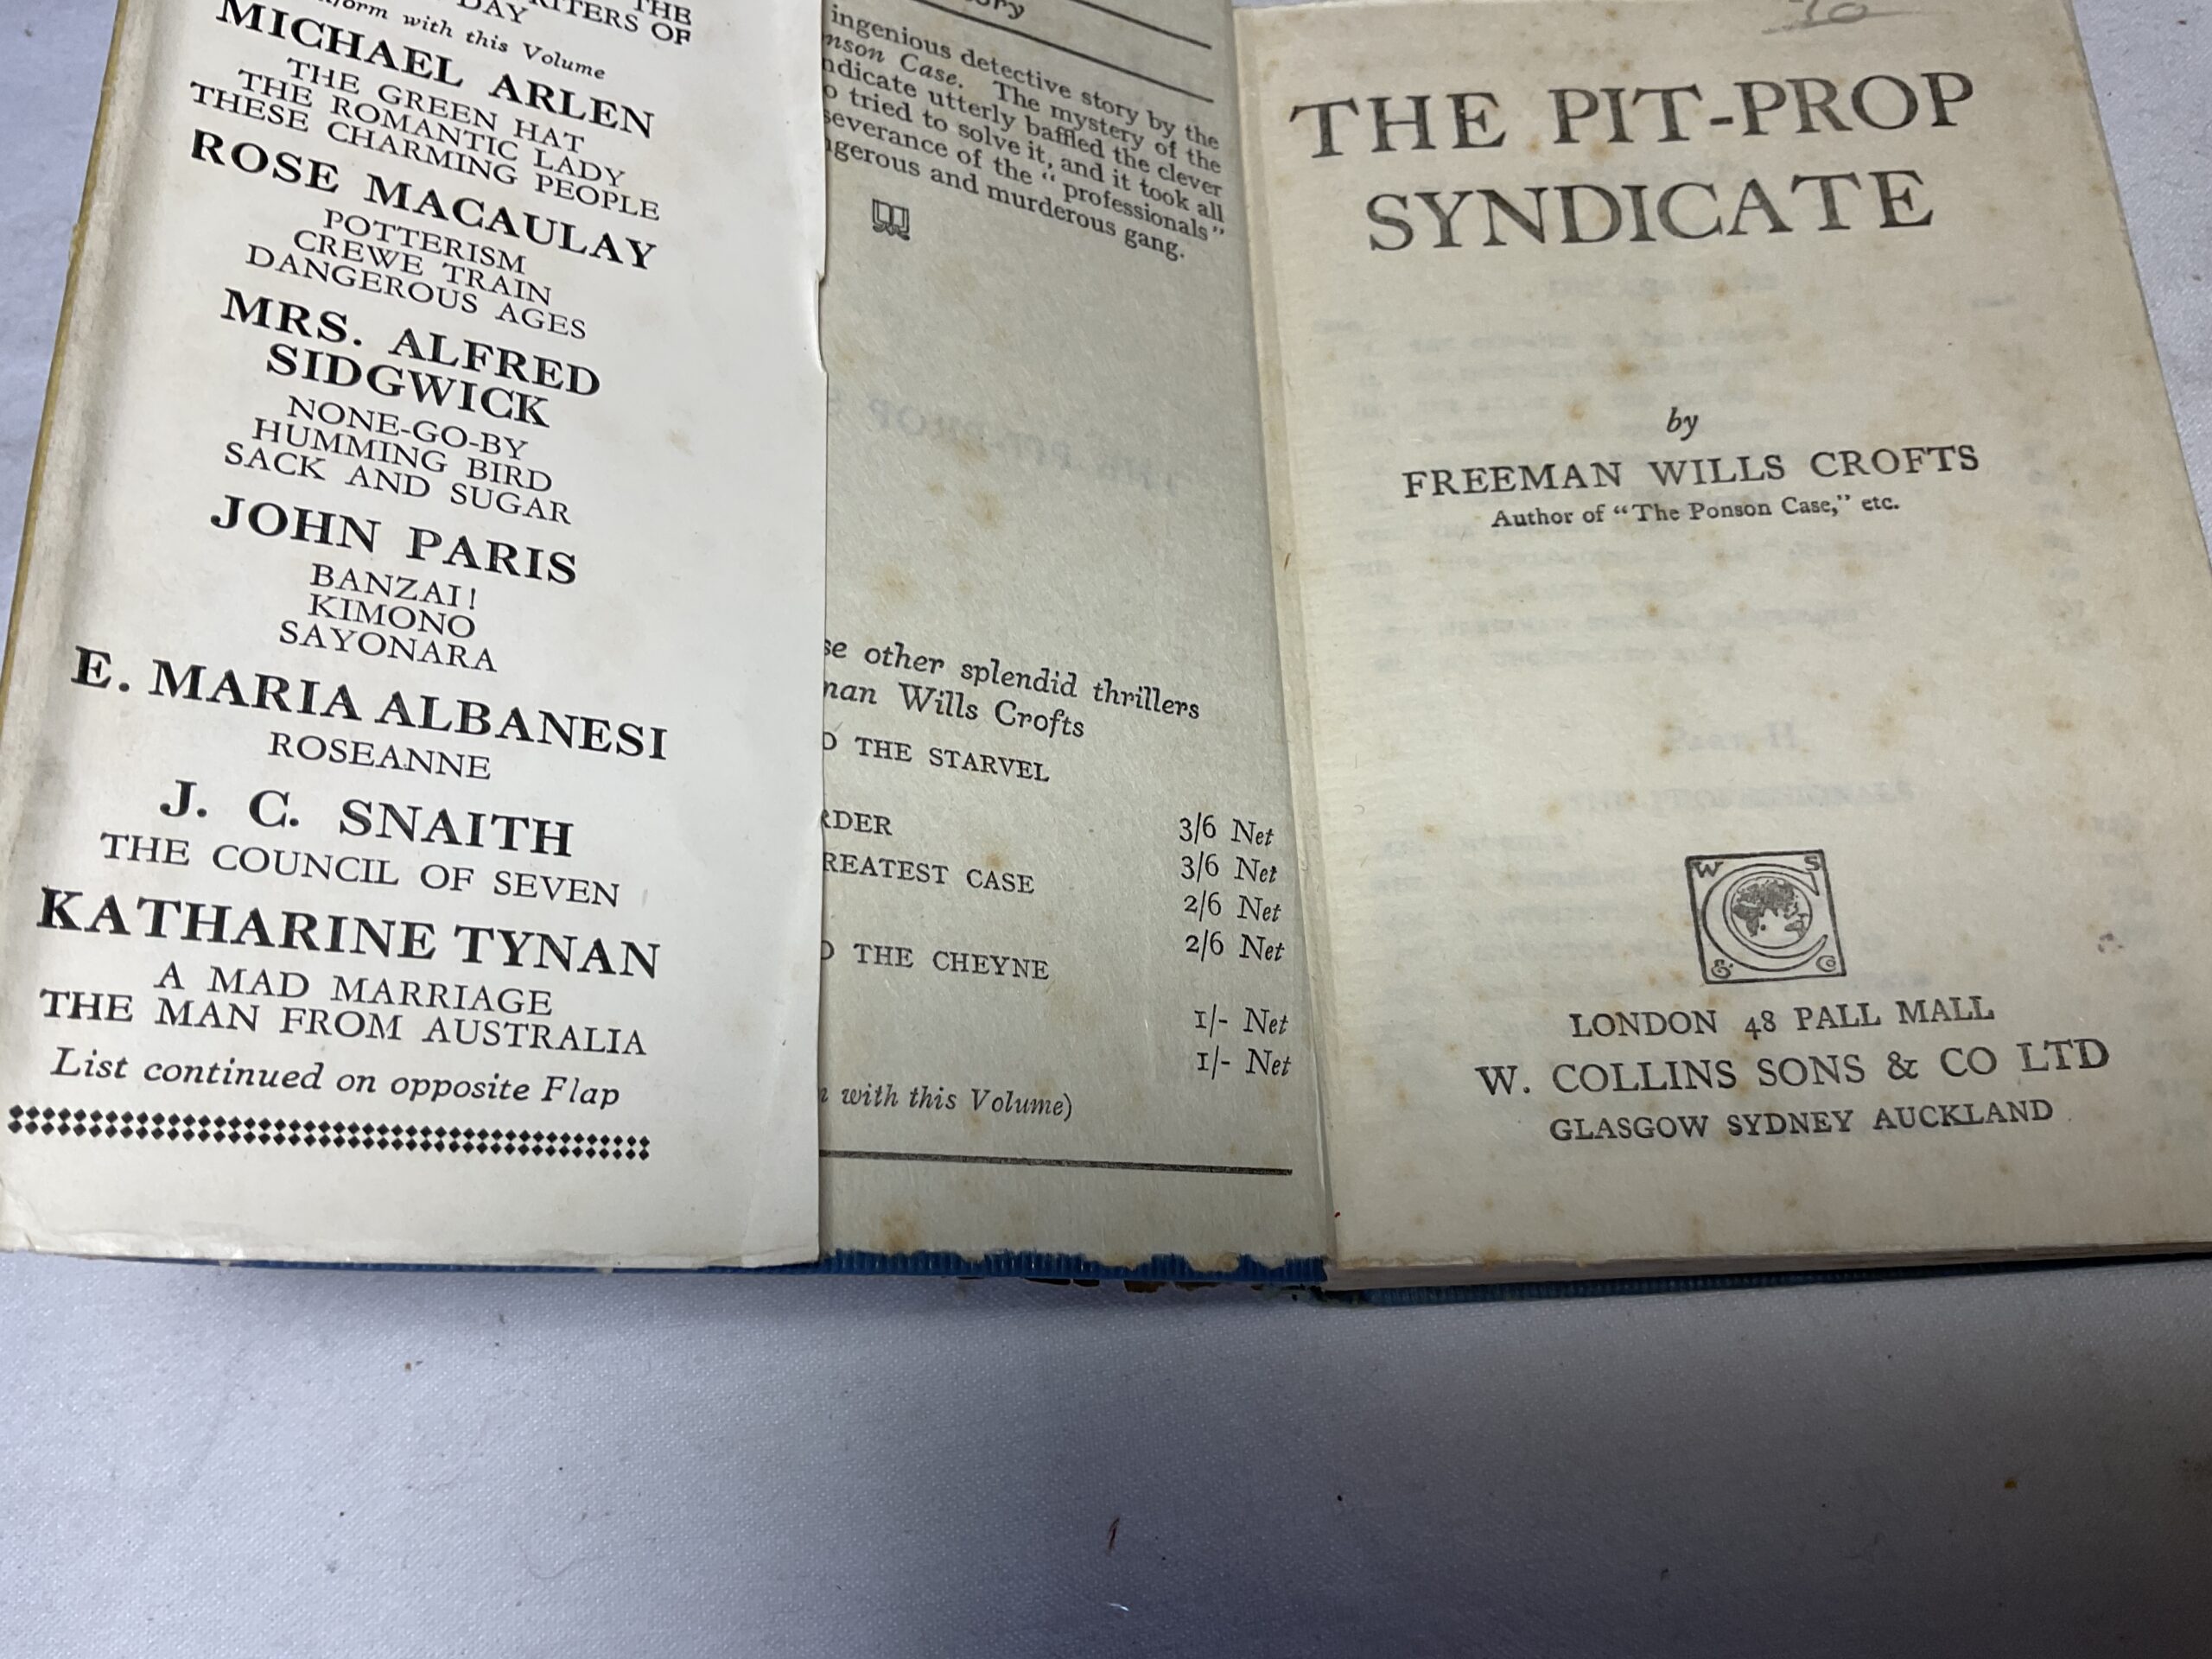 THE
WRITERS OF
DAY
with this Volume
MICHAEL ARLEN
THE GREEN HAT
THE ROMANTIC LADY
THESE CHARMING PEOPLE
ROSE MACAULAY
POTTERISM
CREWE TRAIN
DANGEROUS AGES
MRS. ALFRED
SIDGWICK
NONE-GO-BY
HUMMING BIRD
SACK AND SUGAR
JOHN PARIS
BANZAI!
KIMONO
SAYONARA
E. MARIA ALBANESI
ROSEANNE
J. C. SNAITH
THE COUNCIL OF SEVEN
KATHARINE TYNAN
A MAD MARRIAGE
THE MAN FROM AUSTRALIA
List continued on opposite Flap
ingenious detective story by the
nson Case. The mystery of the
ndicate utterly baffled the clever
o tried to solve it, and it took all
severance of the "professionals"
ngerous and murderous gang.
se other splendid thrillers
man Wills Crofts
D THE STARVEL
RDER 3/6 Net
3/6 Net
REATEST CASE
2/6 Net
2/6 Net
D THE CHEYNE
1/- Net
1/- Net
with this Volume)
THE PIT-PROP
SYNDICATE
by
FREEMAN WILLS CROFTS
Author of "The Ponson Case," etc.
W S
C
& C
LONDON 48 PALL MALL
W. COLLINS SONS & CO LTD
GLASGOW SYDNEY AUCKLAND